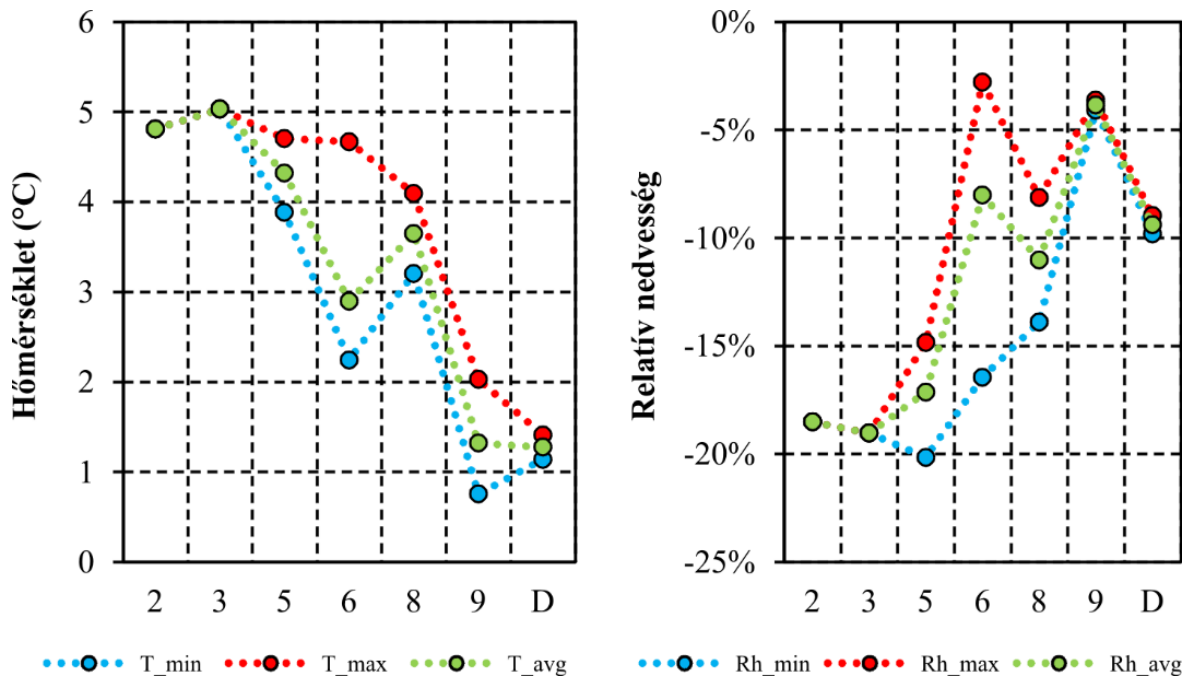 Hőmérséklet (°C)
6
5
4
3
2
1
0
2 3 5 6 8 9 D
T_min T_max T_avg
Relatív nedvesség
0%
-5%
-10%
-15%
-20%
-25%
2 3 5 6 8 9 D
Rh_min Rh_max Rh_avg